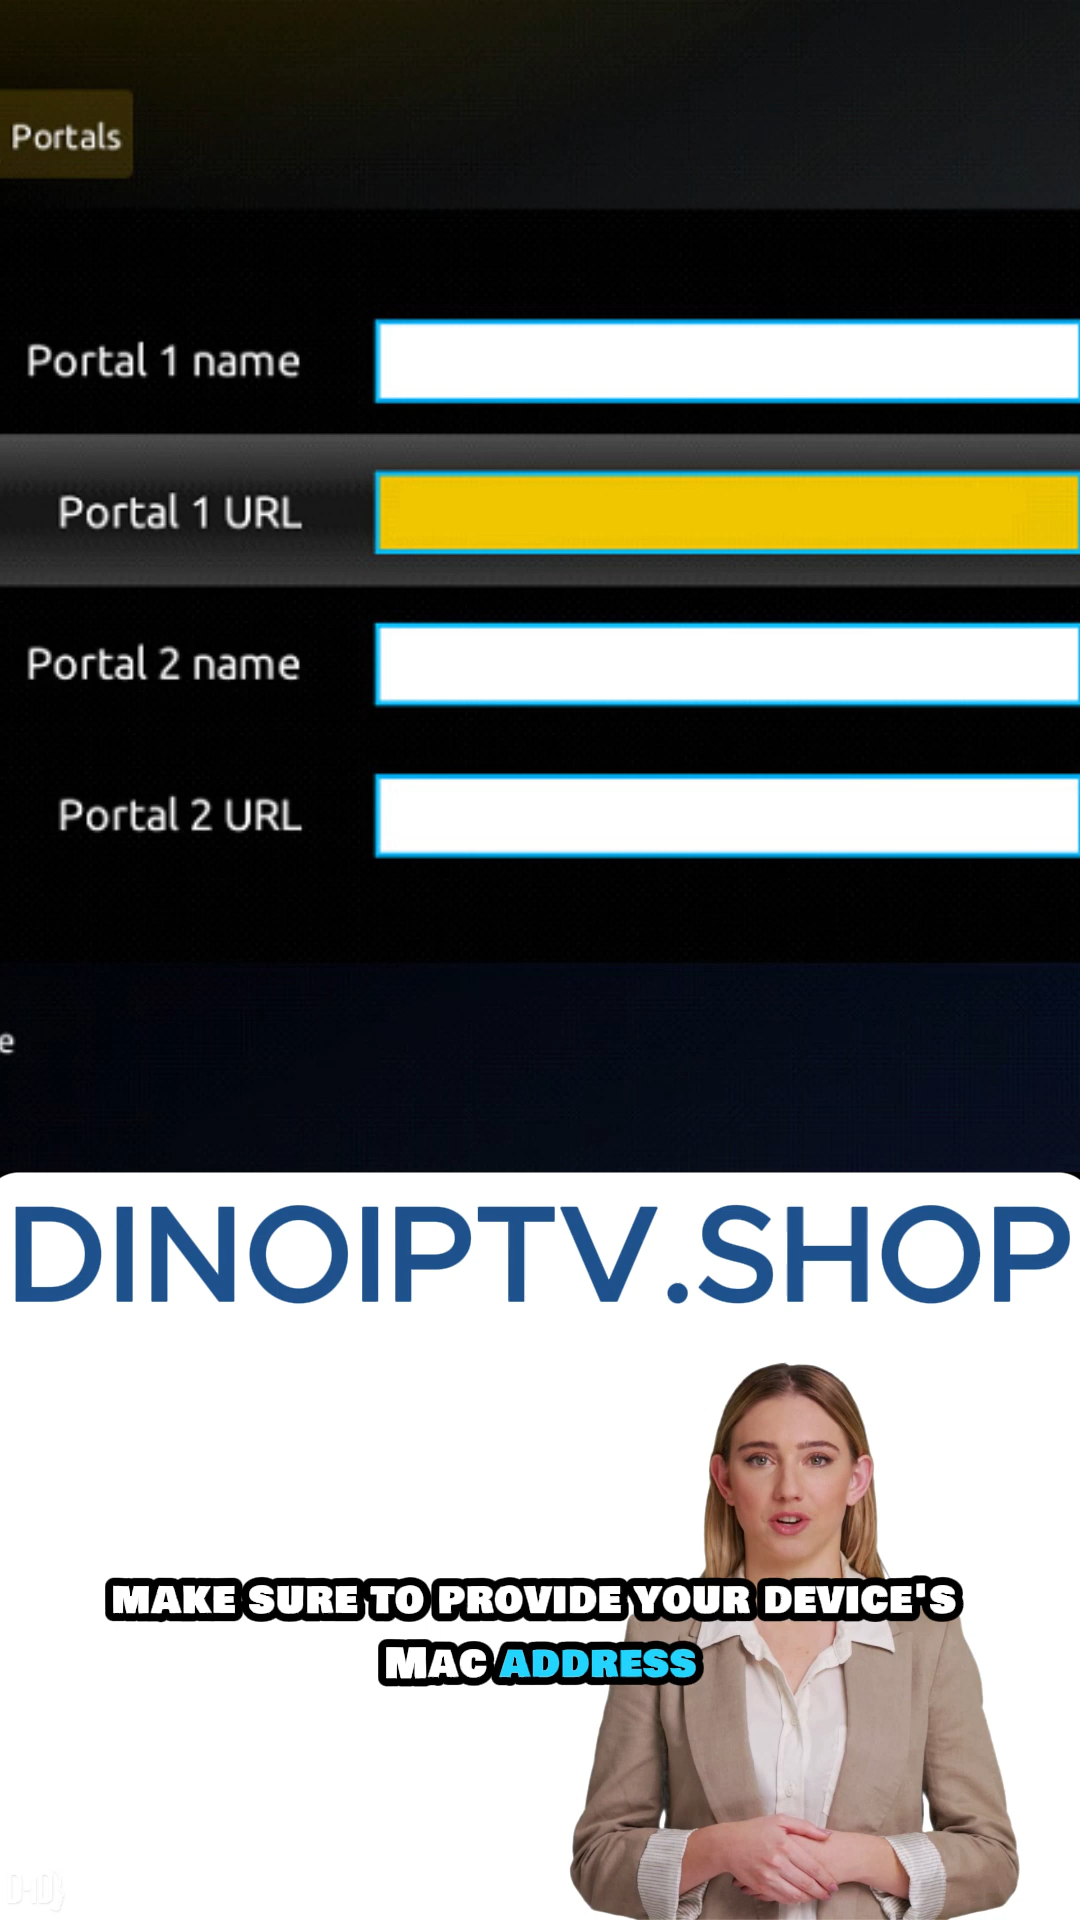 Portals
Portal 1 name
Portal 1 URL
Portal 2 name
Portal 2 URL
e
DINOIPTV.SHOP
MAKE SURE TO PROVIDE YOUR DEVICE'S
MAC ADDRESS
D-ID